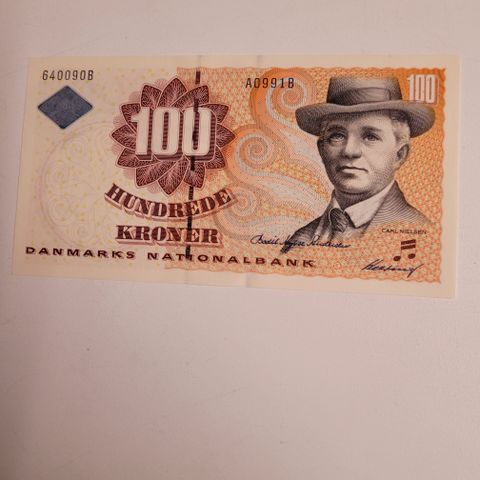 640090B
A0991B
100
100
HUNDREDE
KRONER
CARL NIELSEN
DANMARKS NATIONALBANK